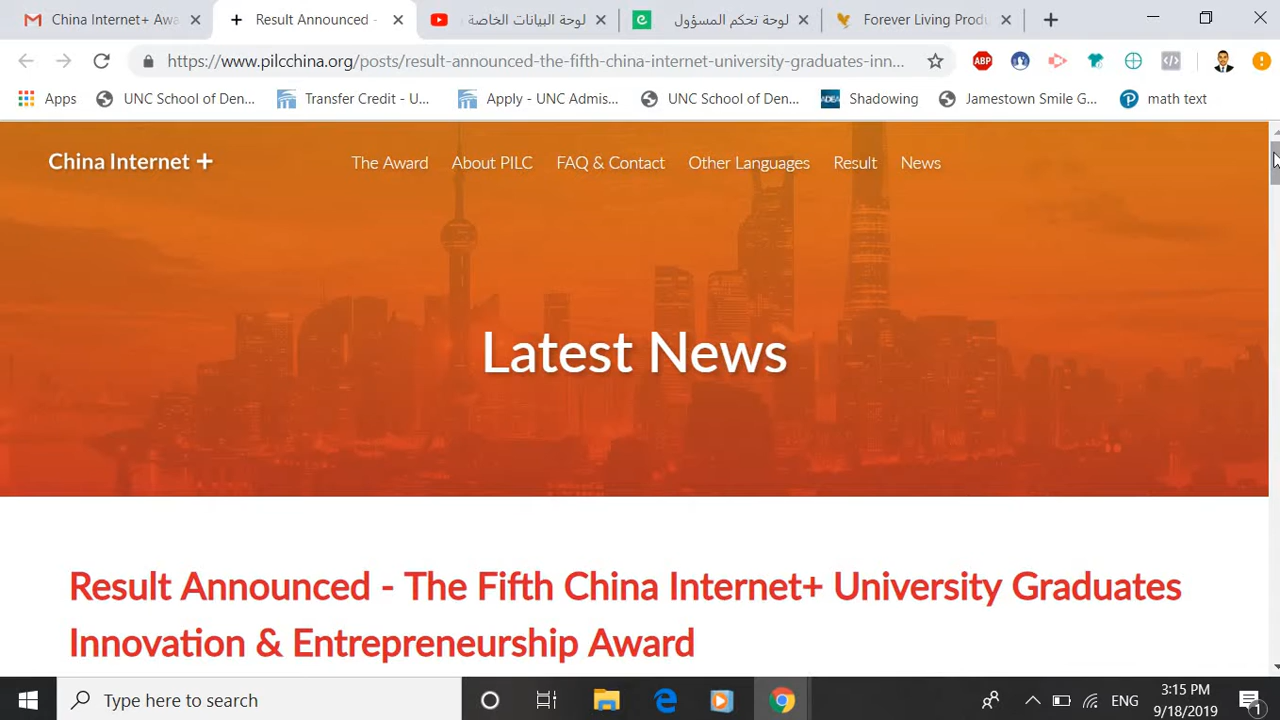 China Internet+ Awa
Result Announced -
لوحة البيانات الخاصة
لوحة تحكم المسؤول
Forever Living Produ
https://www.pilcchina.org/posts/result-announced-the-fifth-china-internet-university-graduates-inn...
ABP
Apps
UNC School of Den...
Transfer Credit - U...
Apply - UNC Admis...
UNC School of Den...
ADEA
Shadowing
Jamestown Smile G...
math text
China Internet +
The Award
About PILC
FAQ & Contact
Other Languages
Result
News
Latest News
Result Announced - The Fifth China Internet+ University Graduates
Innovation & Entrepreneurship Award
Type here to search
ENG
3:15 PM
9/18/2019
1